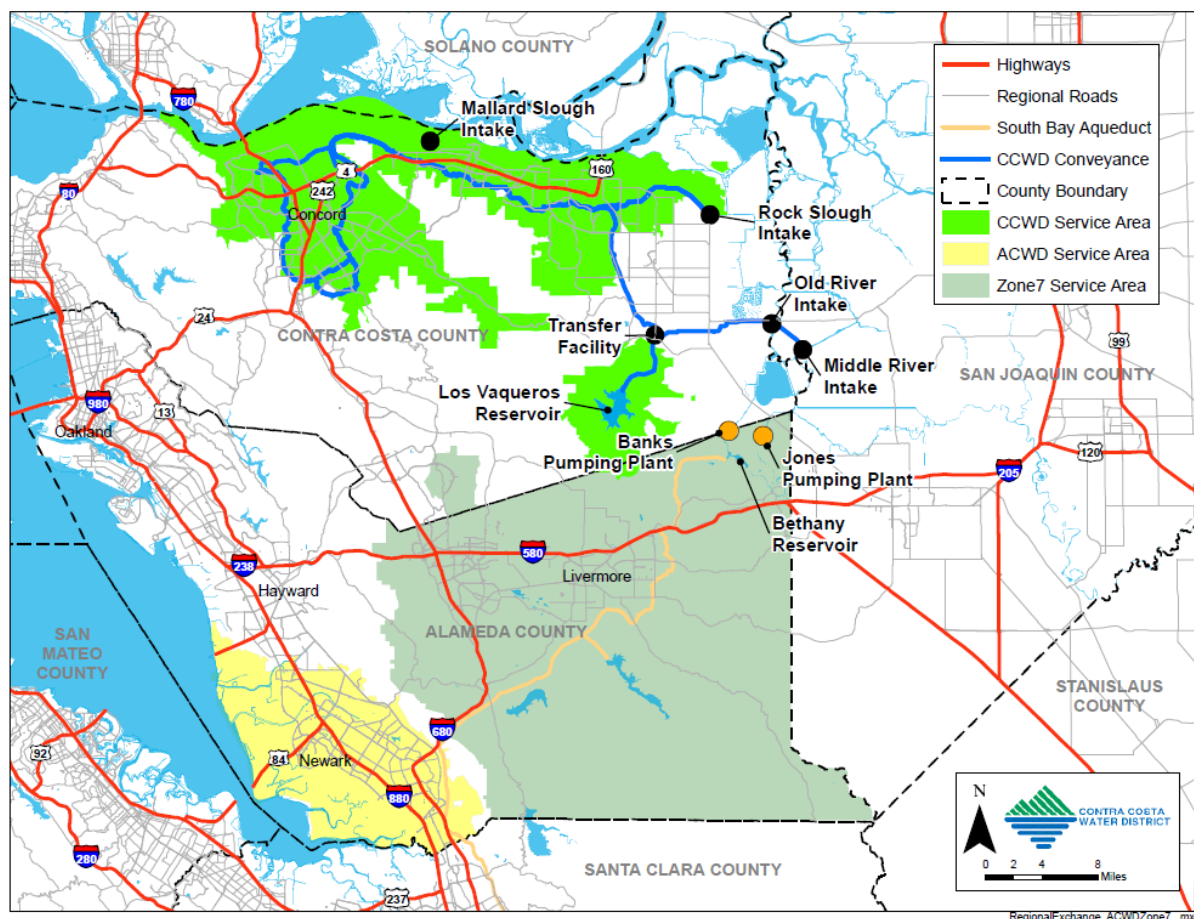 SOLANO COUNTY
780
Mallard Slough
Intake
4
160
242
80
Concord
Rock Slough
Intake
Old River
Intake
24
CONTRA COSTA COUNTY
Transfer
Facility
Middle River
Intake
99
SAN JOAQUIN COUNTY
Los Vaqueros
Reservoir
980
13
Oakland
Banks
Pumping Plant
Jones
Pumping Plant
205
120
Bethany
Reservoir
580
238
Hayward
Livermore
ALAMEDA COUNTY
SAN
MATEO
COUNTY
STANISLAUS
COUNTY
680
92
84
Newark
880
280
237
SANTA CLARA COUNTY
Highways
Regional Roads
South Bay Aqueduct
CCWD Conveyance
County Boundary
CCWD Service Area
ACWD Service Area
Zone7 Service Area
N
CONTRA COSTA
WATER DISTRICT
0 2 4 8
Miles